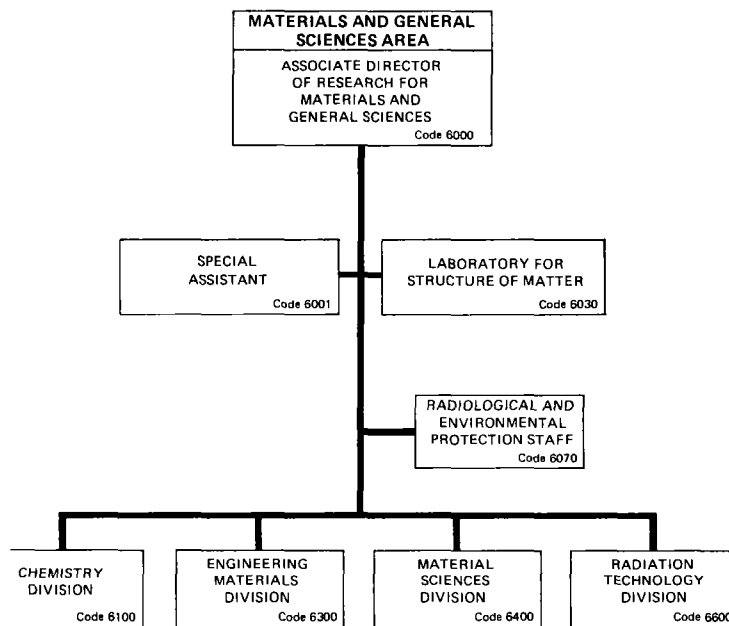 MATERIALS AND GENERAL
SCIENCES AREA
ASSOCIATE DIRECTOR
OF RESEARCH FOR
MATERIALS AND
GENERAL SCIENCES
Code 6000
SPECIAL
ASSISTANT
Code 6001
LABORATORY FOR
STRUCTURE OF MATTER
Code 6030
RADIOLOGICAL AND
ENVIRONMENTAL
PROTECTION STAFF
Code 6070
CHEMISTRY
DIVISION
Code 6100
ENGINEERING
MATERIALS
DIVISION
Code 6300
MATERIAL
SCIENCES
DIVISION
Code 6400
RADIATION
TECHNOLOGY
DIVISION
Code 6600